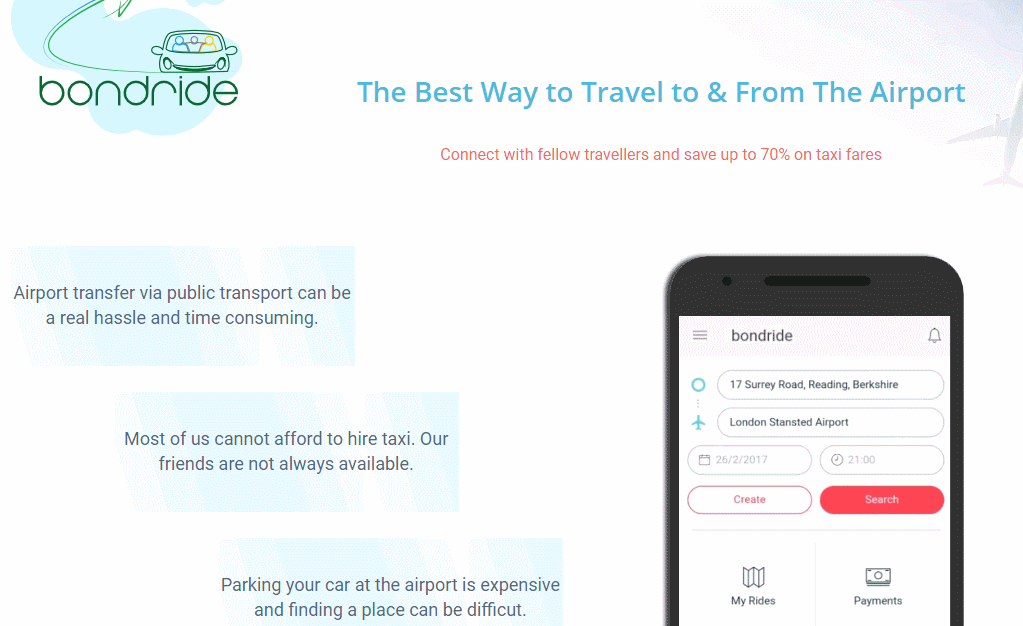 bondride
The Best Way to Travel to & From The Airport
Connect with fellow travellers and save up to 70% on taxi fares
Airport transfer via public transport can be
a real hassle and time consuming.
Most of us cannot afford to hire taxi. Our
friends are not always available.
Parking your car at the airport is expensive
and finding a place can be difficut.
bondride
17 Surrey Road, Reading, Berkshire
London Stansted Airport
26/2/2017 21:00
Create Search
My Rides Payments